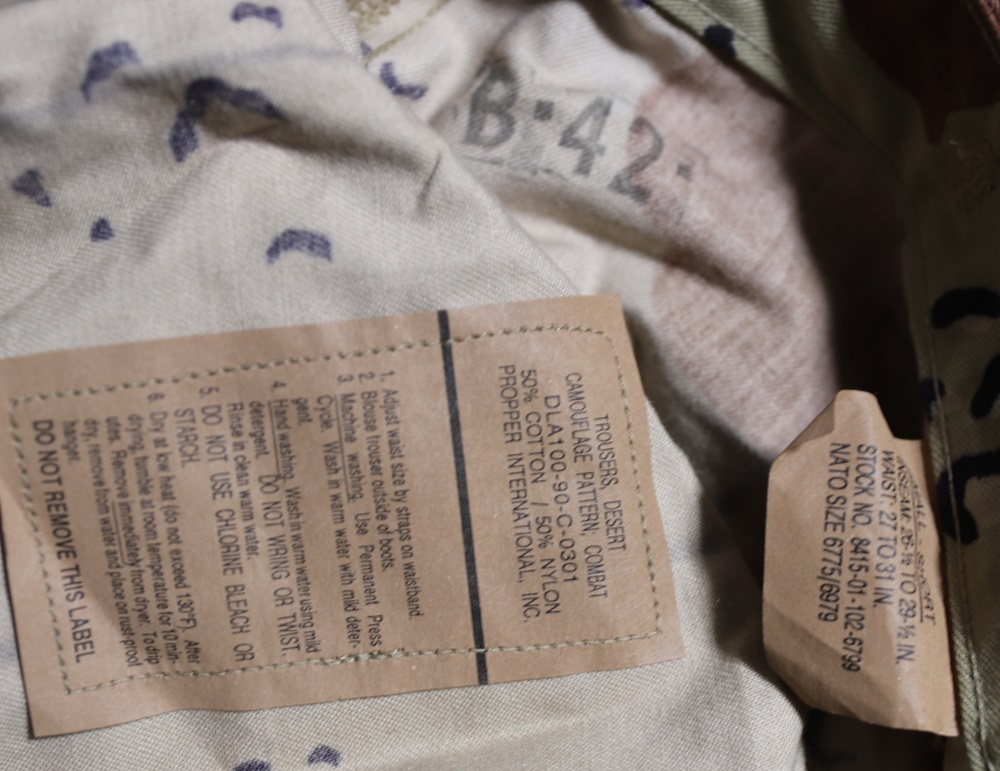 B·42·
TROUSERS, DESERT
CAMOUFLAGE PATTERN, COMBAT
DLA100-90-C-0301
50% COTTON / 50% NYLON
PROPPER INTERNATIONAL, INC.
1. Adjust waist size by straps on waistband.
2. Blouse trouser outside of boots.
3. Machine washing. Use Permanent Press
Cycle. Wash in warm water with mild deter-
gent.
4. Hand washing. Wash in warm water using mild
detergent. DO NOT WRING OR TWIST.
Rinse in clean warm water.
5. DO NOT USE CHLORINE BLEACH OR
STARCH.
6. Dry at low heat (do not exceed 130°F). After
drying, tumble at room temperature for 10 min-
utes. Remove immediately from dryer. To drip
dry, remove from water and place on rust-proof
hanger.
DO NOT REMOVE THIS LABEL
INSEAM: TO 29-½ IN.
WAIST: 27 TO 31 IN.
STOCK NO. 8415-01-102-6799
NATO SIZE 6775/6979